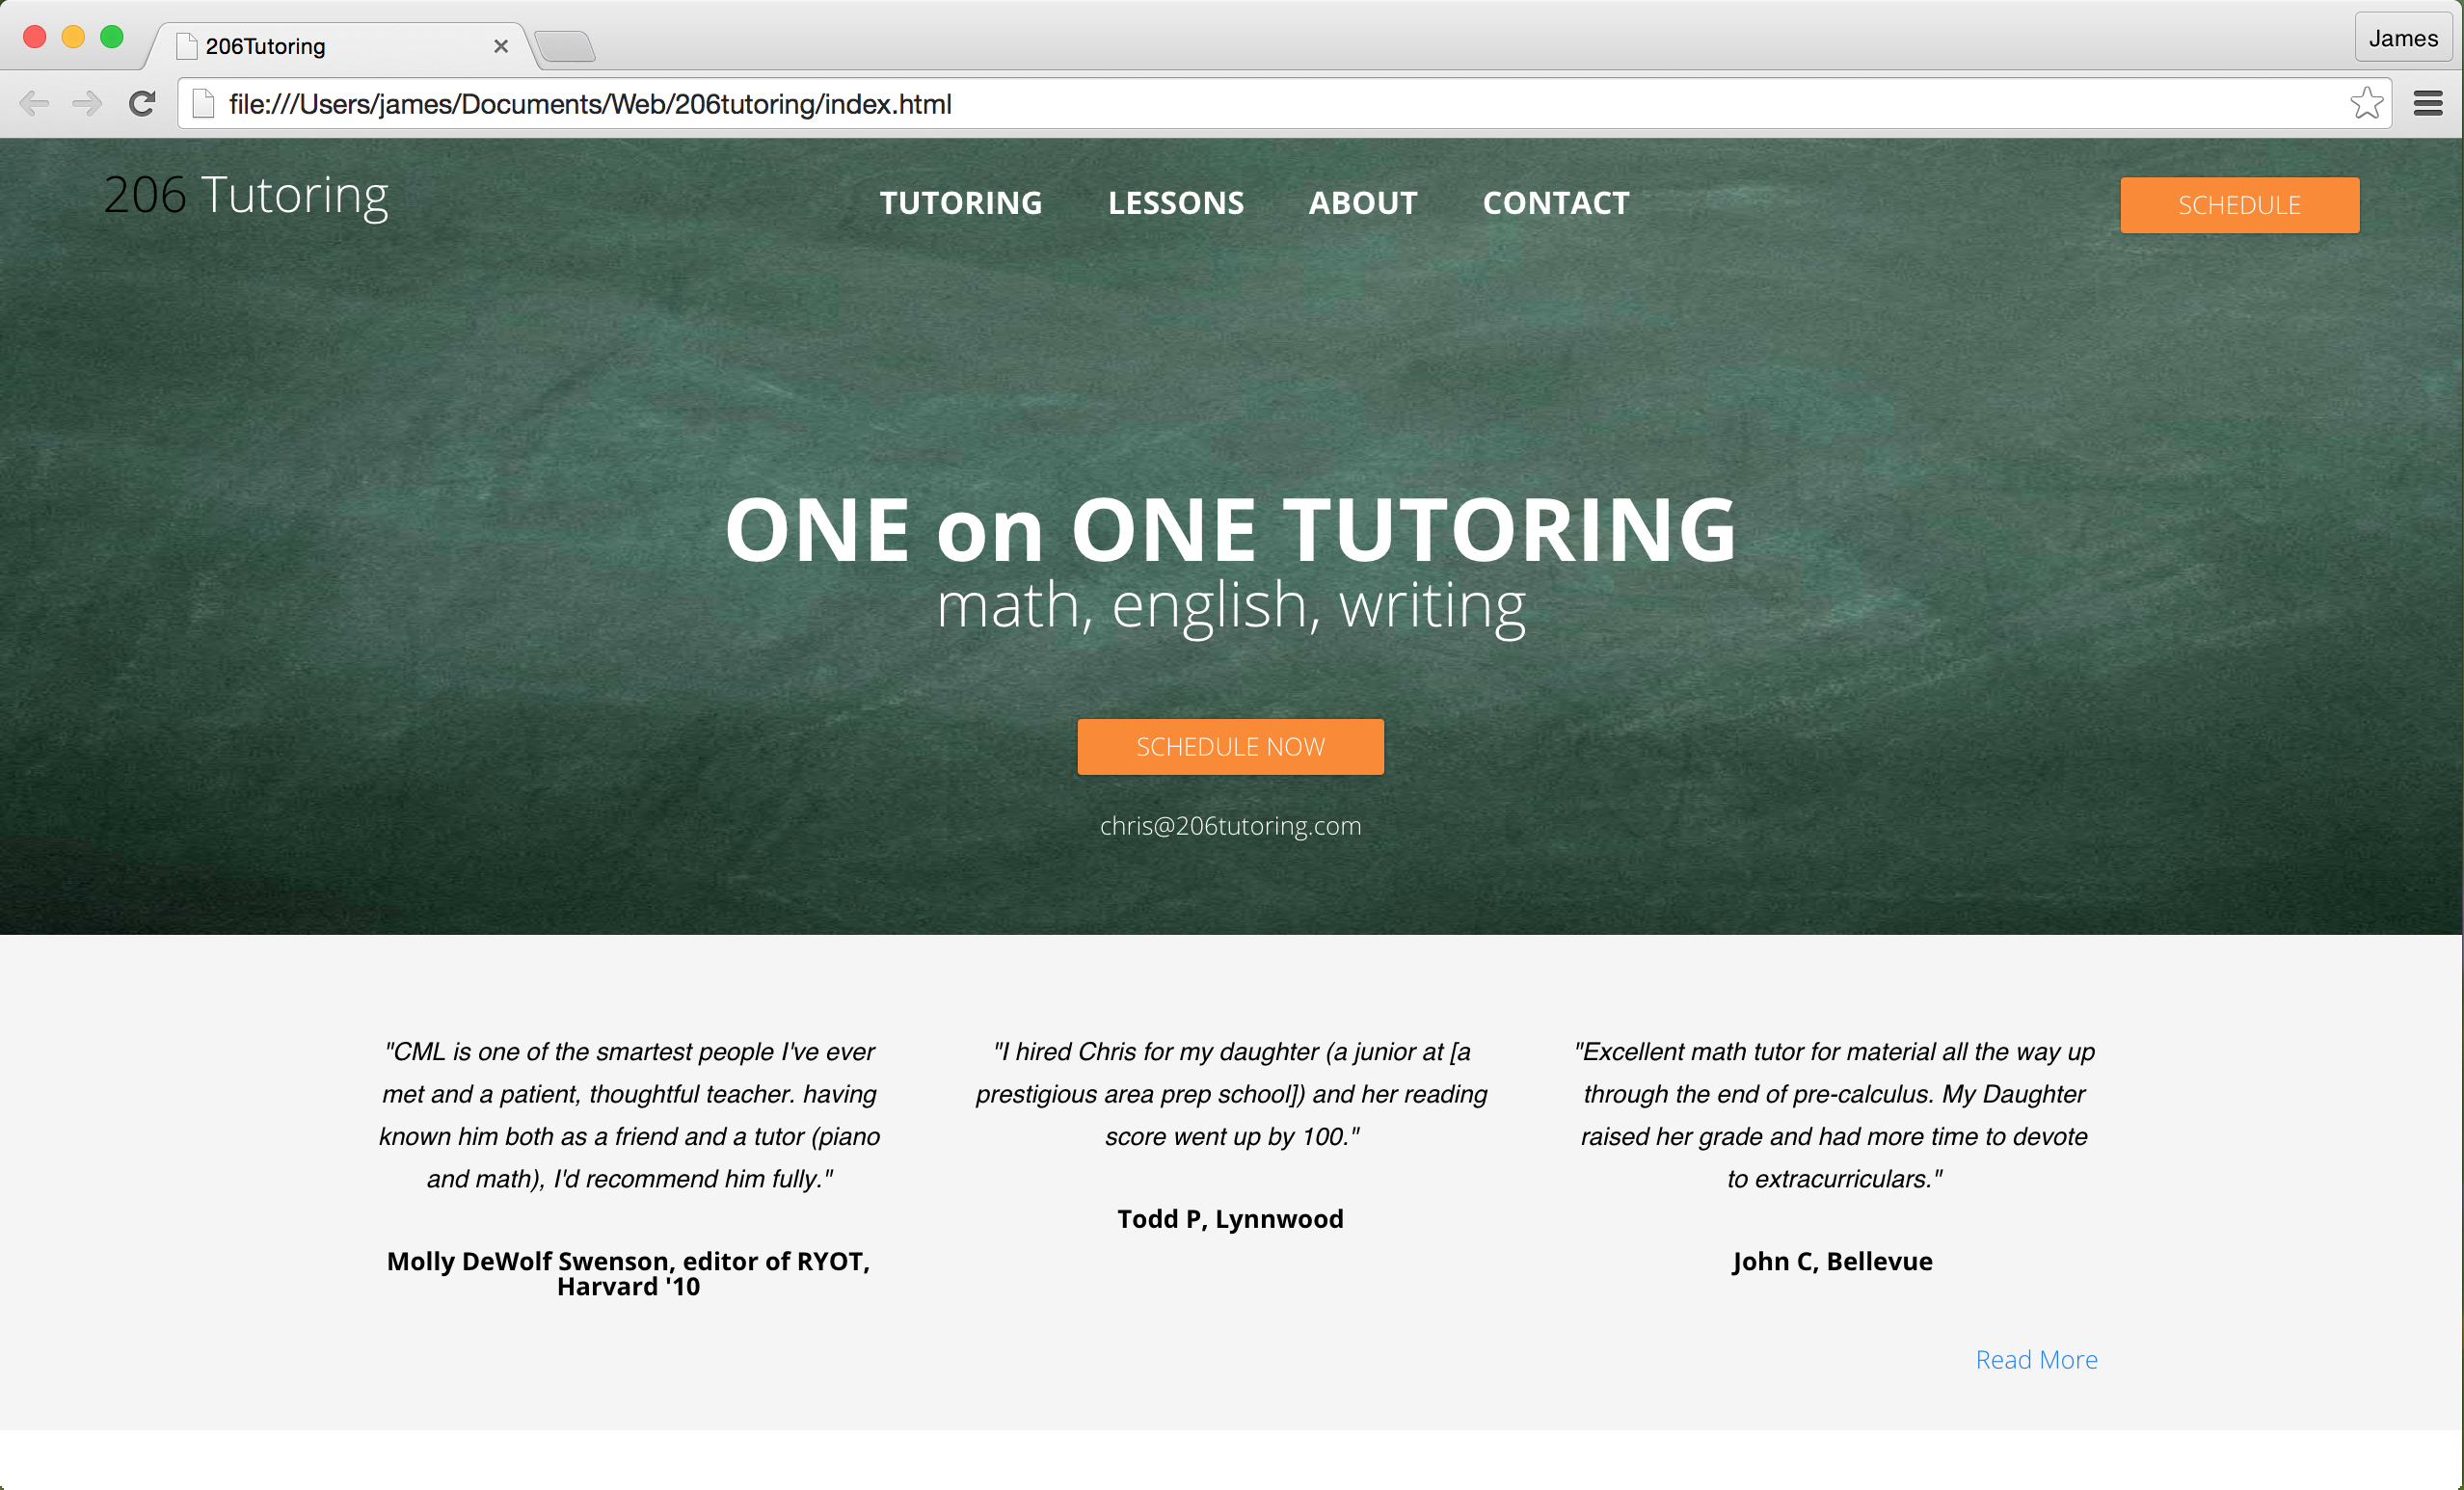 206Tutoring
James
file:///Users/james/Documents/Web/206tutoring/index.html
206 Tutoring
TUTORING LESSONS ABOUT CONTACT
SCHEDULE
ONE on ONE TUTORING
math, english, writing
SCHEDULE NOW
chris@206tutoring.com
"CML is one of the smartest people I've ever
met and a patient, thoughtful teacher. having
known him both as a friend and a tutor (piano
and math), I'd recommend him fully."
Molly DeWolf Swenson, editor of RYOT,
Harvard '10
"I hired Chris for my daughter (a junior at [a
prestigious area prep school]) and her reading
score went up by 100."
Todd P, Lynnwood
"Excellent math tutor for material all the way up
through the end of pre-calculus. My Daughter
raised her grade and had more time to devote
to extracurriculars."
John C, Bellevue
Read More